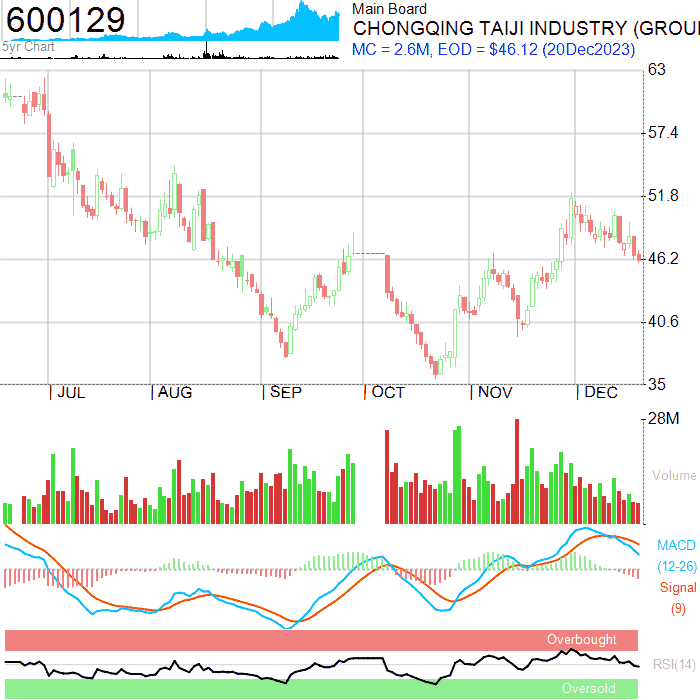 600129
5yr Chart
Main Board
CHONGQING TAIJI INDUSTRY (GROU
MC = 2.6M, EOD = $46.12 (20Dec2023)
63
57.4
51.8
46.2
40.6
35
JUL AUG SEP OCT NOV DEC
28M
Volume
MACD
(12-26)
Signal
(9)
Overbought
RSI(14)
Oversold